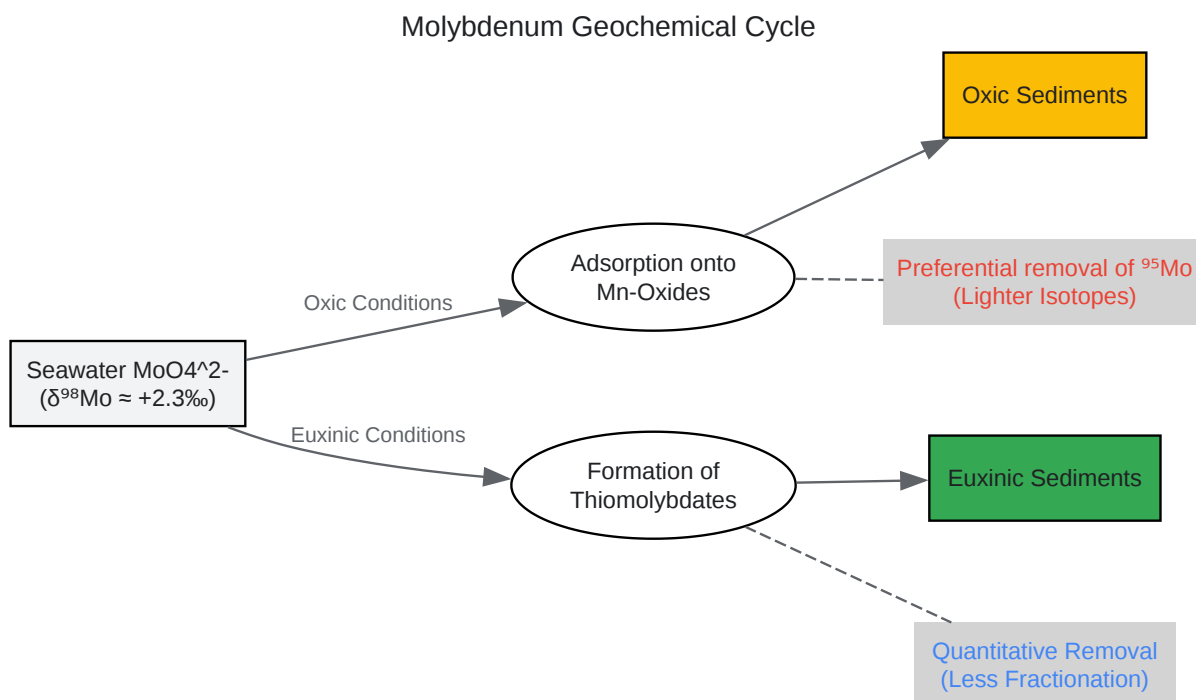 Molybdenum Geochemical Cycle
Oxic Sediments
Adsorption onto
Mn-Oxides
Preferential removal of ⁹⁵Mo
(Lighter Isotopes)
Oxic Conditions
Seawater MoO4^2-
(δ⁹⁸Mo ≈ +2.3‰)
Euxinic Conditions
Formation of
Thiomolybdates
Euxinic Sediments
Quantitative Removal
(Less Fractionation)